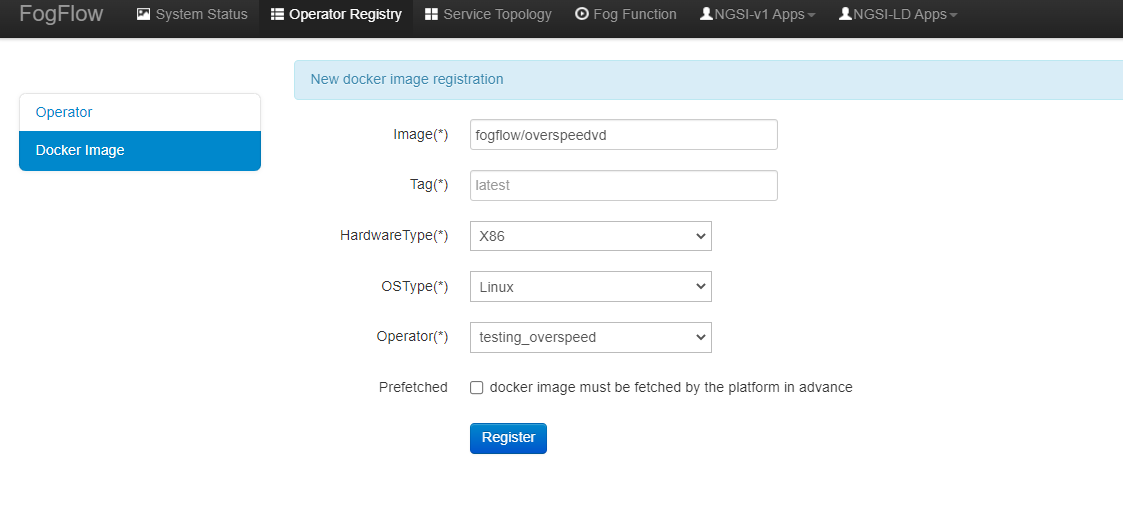 FogFlow System Status Operator Registry Service Topology Fog Function NGSI-v1 Apps NGSI-LD Apps
New docker image registration
Operator
Docker Image
Image(*) fogflow/overspeedvd
Tag(*) latest
HardwareType(*) X86
OSType(*) Linux
Operator(*) testing_overspeed
Prefetched docker image must be fetched by the platform in advance
Register